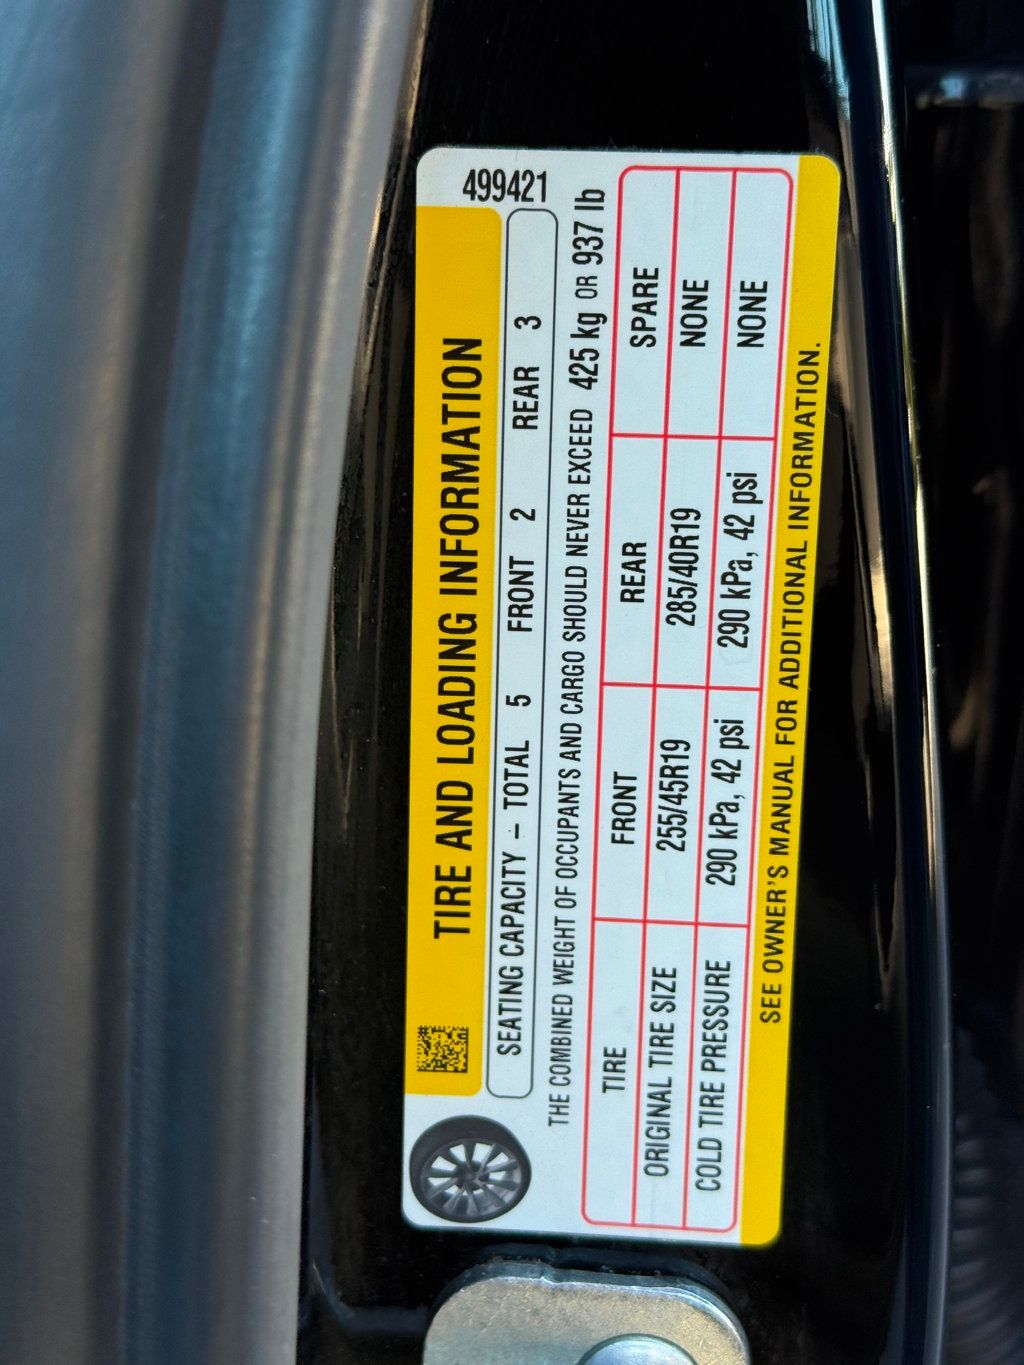 499421
TIRE AND LOADING INFORMATION
SEATING CAPACITY – TOTAL 5 FRONT 2 REAR 3
THE COMBINED WEIGHT OF OCCUPANTS AND CARGO SHOULD NEVER EXCEED 425 kg OR 937 lb
TIRE FRONT REAR SPARE
ORIGINAL TIRE SIZE 255/45R19 285/40R19 NONE
COLD TIRE PRESSURE 290 kPa, 42 psi 290 kPa, 42 psi NONE
SEE OWNER'S MANUAL FOR ADDITIONAL INFORMATION.